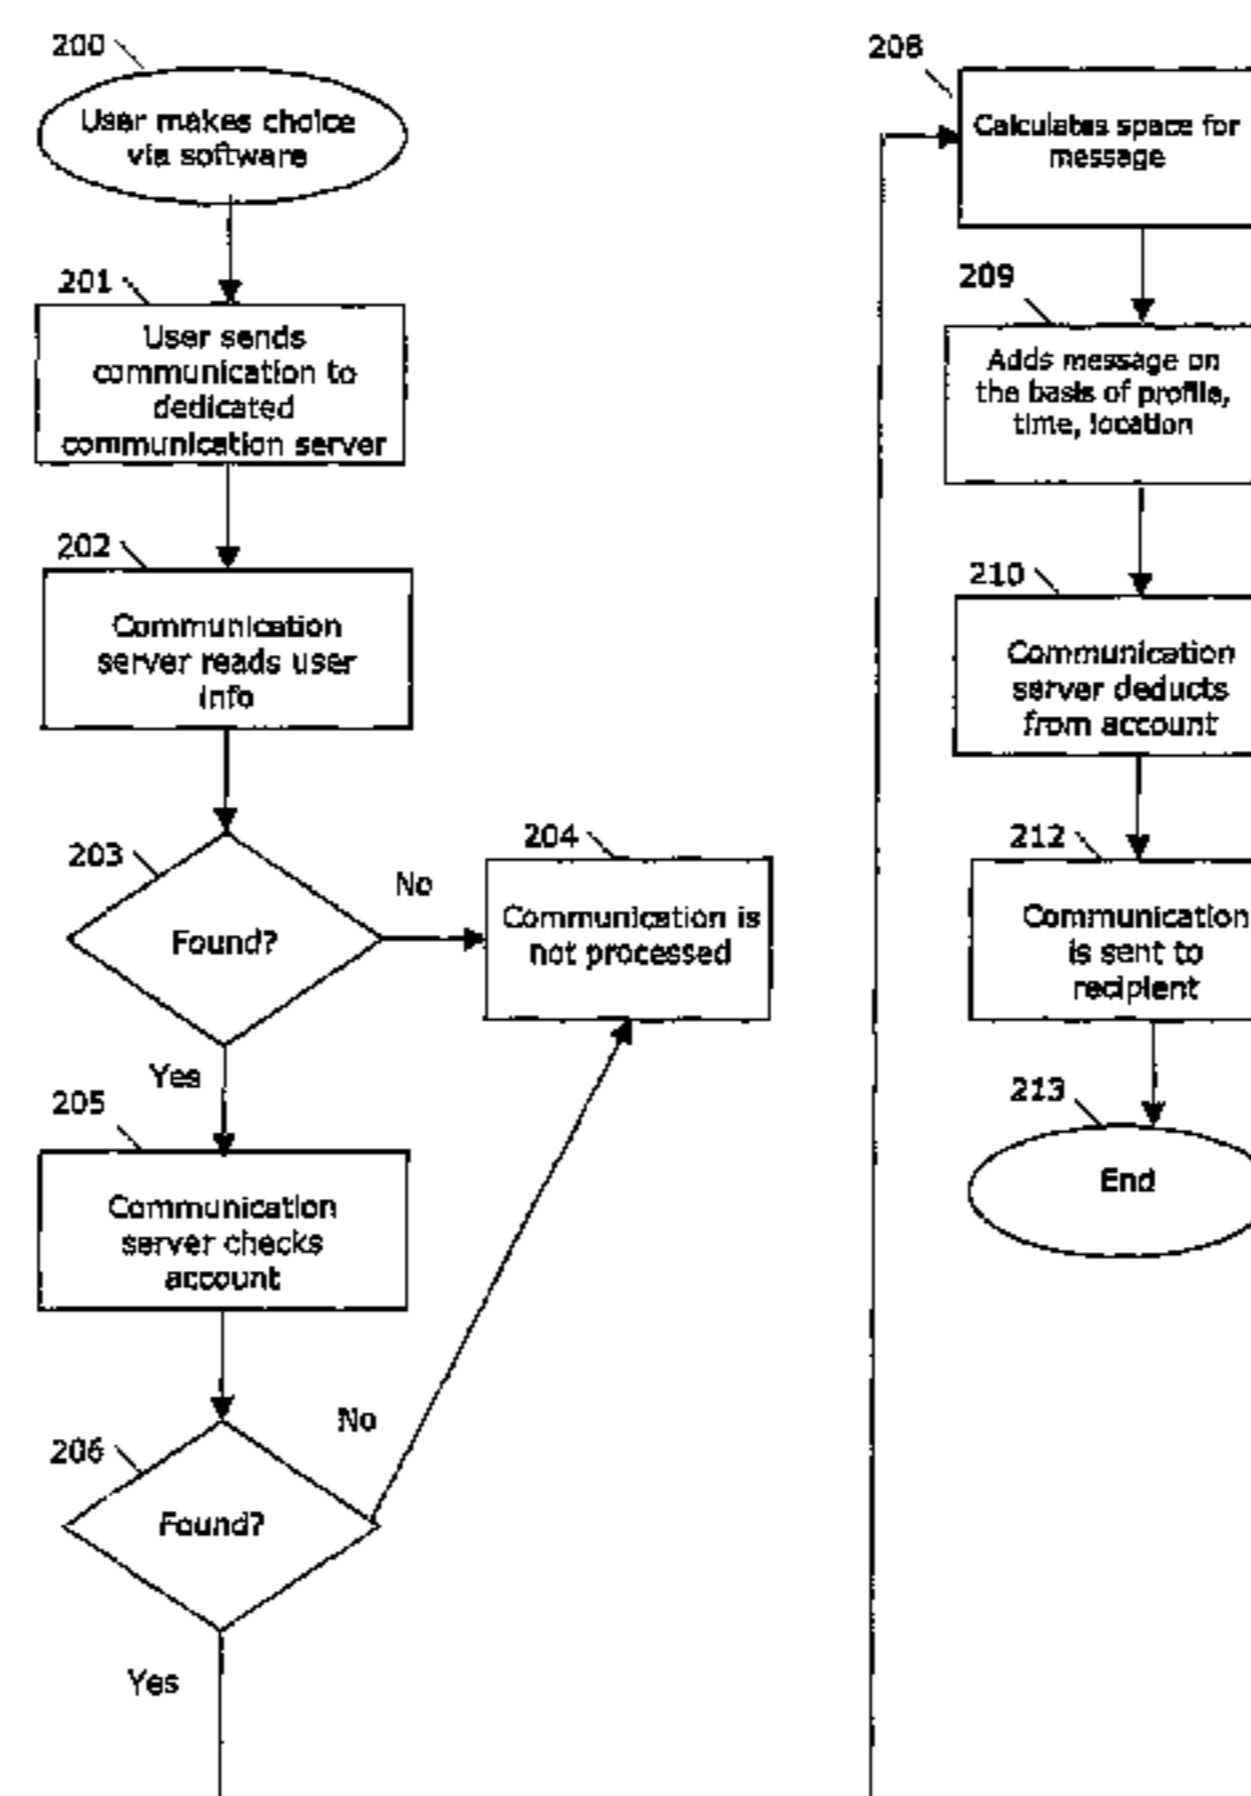 200
User makes choice
via software
201
User sends
communication to
dedicated
communication server
202
Communication
server reads user
info
203
Found?
No
204
Communication is
not processed
Yes
205
Communication
server checks
account
206
Found?
No
Yes
208
Calculates space for
message
209
Adds message on
the basis of profile,
time, location
210
Communication
server deducts
from account
212
Communication
is sent to
recipient
213
End